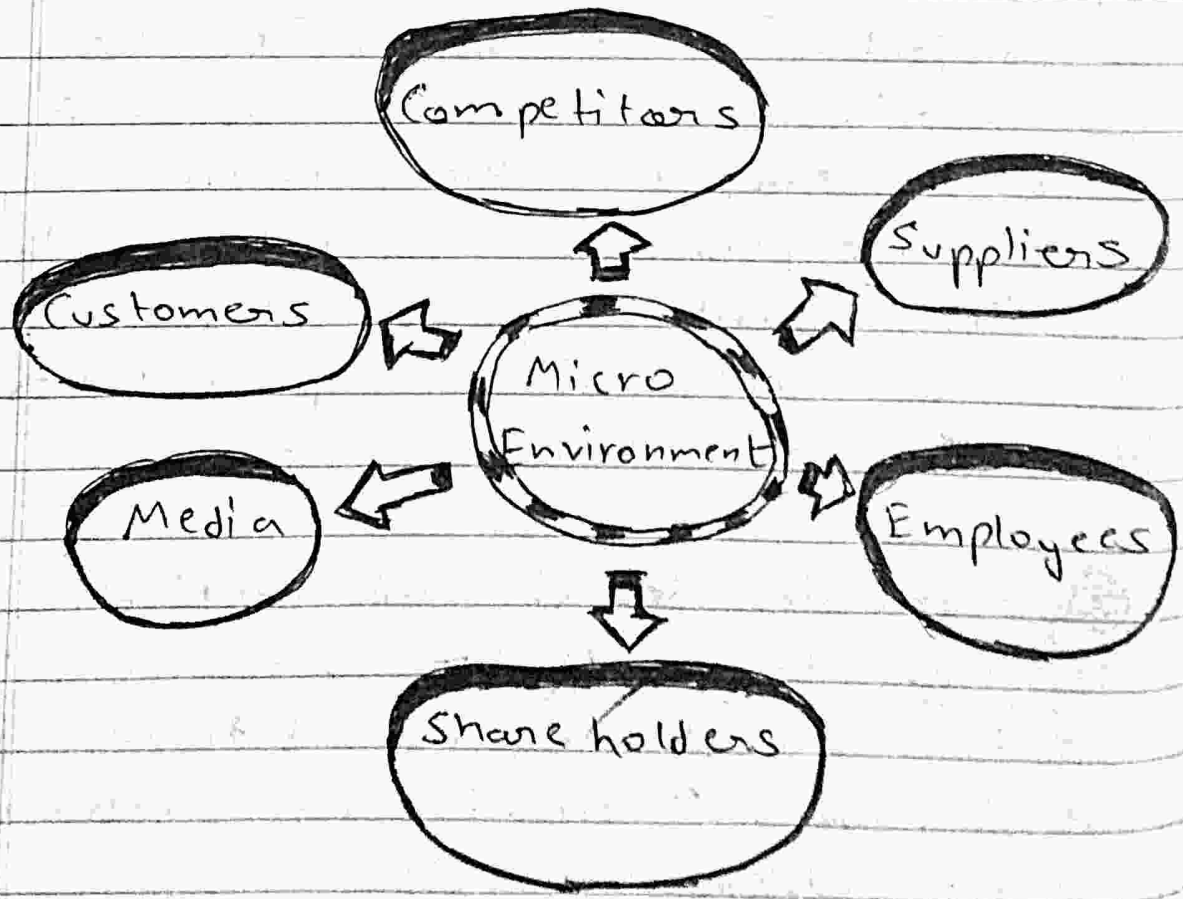 Competitors
Suppliers
Customers
Micro
Environment
Media
Employees
Share holders